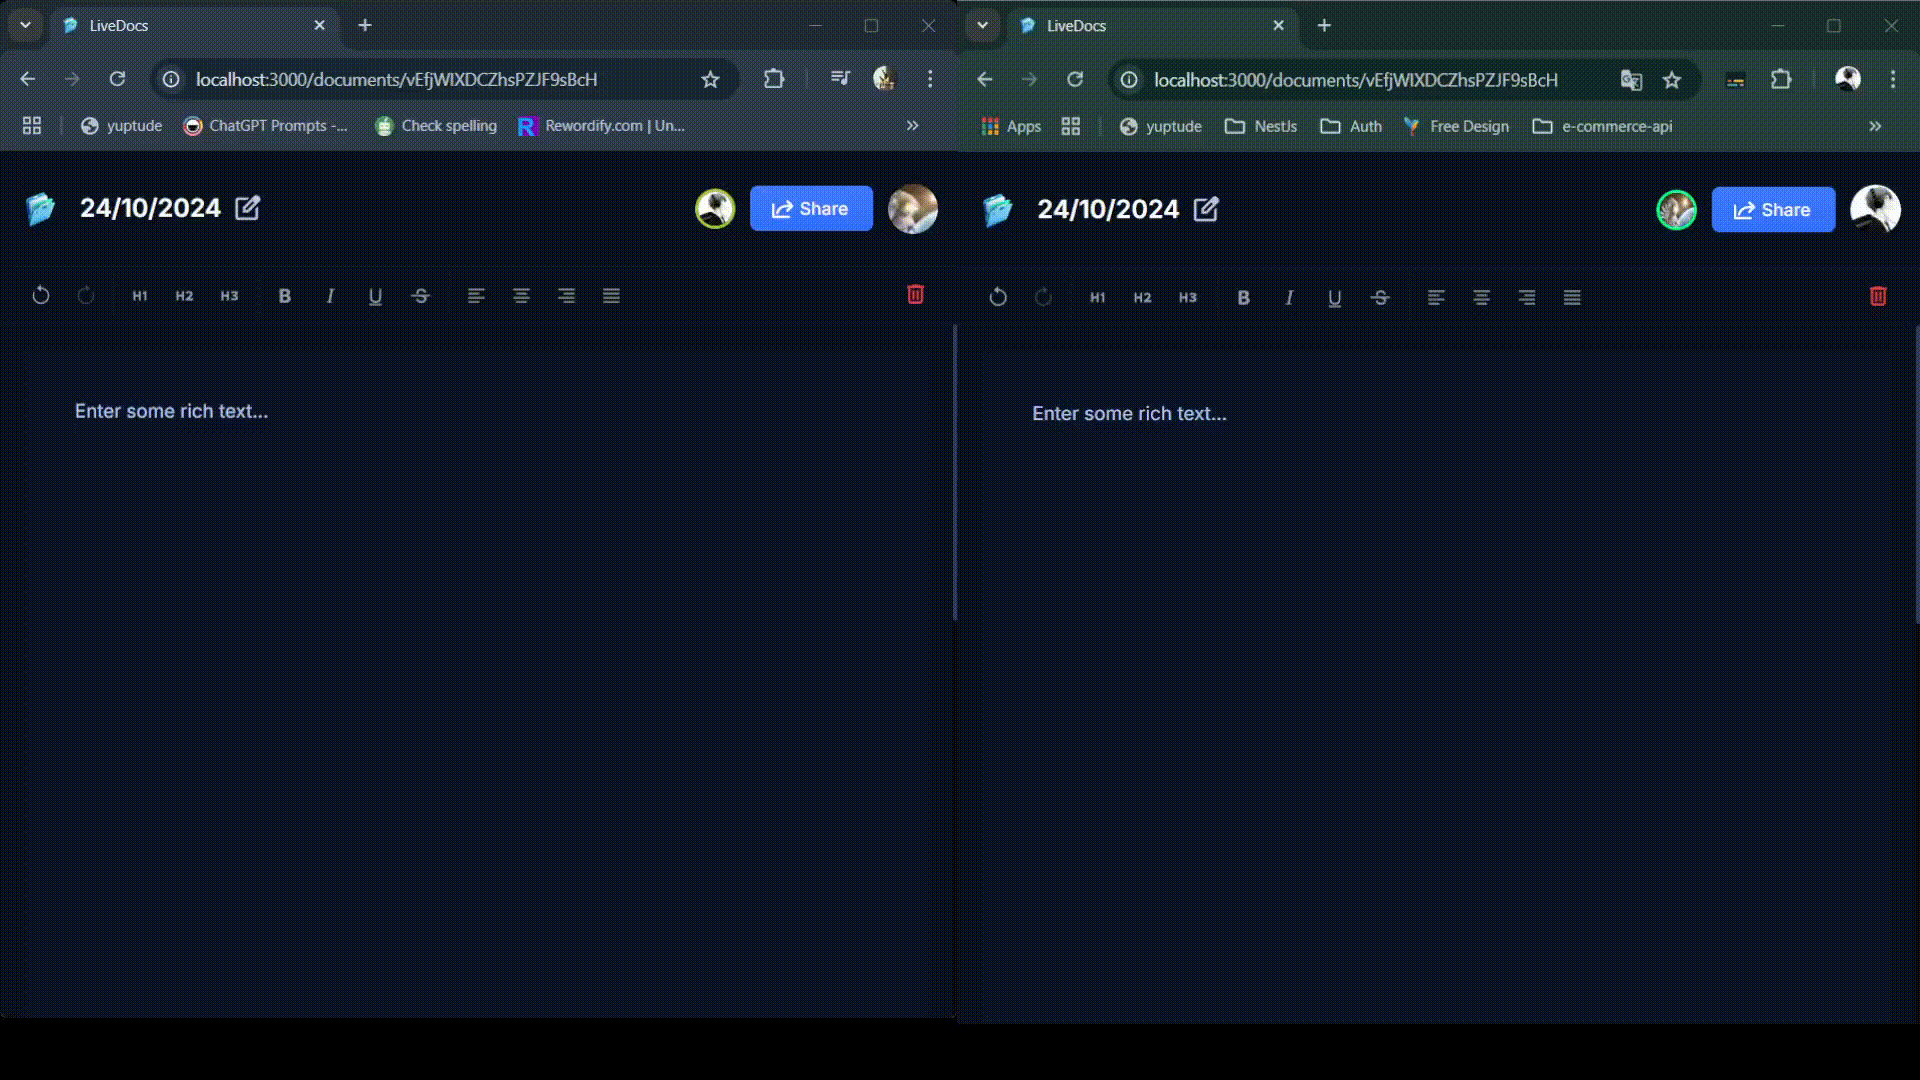 LiveDocs
localhost:3000/documents/vEfjWIXDCZhsPZJF9sBcH
yuptude ChatGPT Prompts -... Check spelling R Rewordify.com | Un...
24/10/2024 Share
H1 H2 H3 B I U S
Enter some rich text...
LiveDocs
localhost:3000/documents/vEfjWIXDCZhsPZJF9sBcH
Apps yuptude NestJs Auth Free Design e-commerce-api
24/10/2024 Share
H1 H2 H3 B I U S
Enter some rich text...